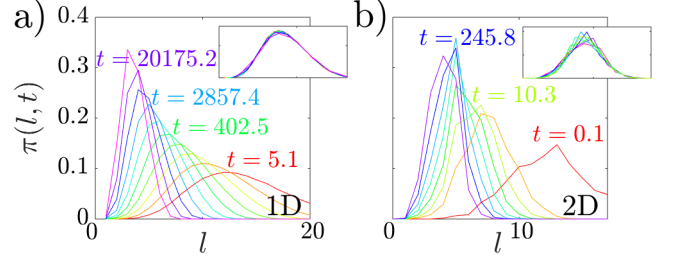 a)
0.4
0.3
0.2
0.1
0
π(l, t)
t = 20175.2
t = 2857.4
t = 402.5
t = 5.1
1D
0
10
20
l
b)
t = 245.8
t = 10.3
t = 0.1
2D
0
10
l